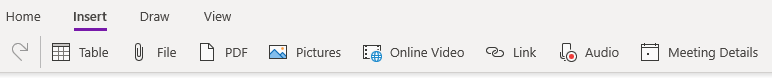 Home Insert Draw View
Table File PDF Pictures Online Video Link Audio Meeting Details